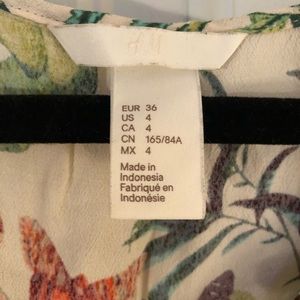 H&M
EUR 36
US 4
CA 4
CN 165/84A
MX 4
Made in
Indonesia
Fabriqué en
Indonésie